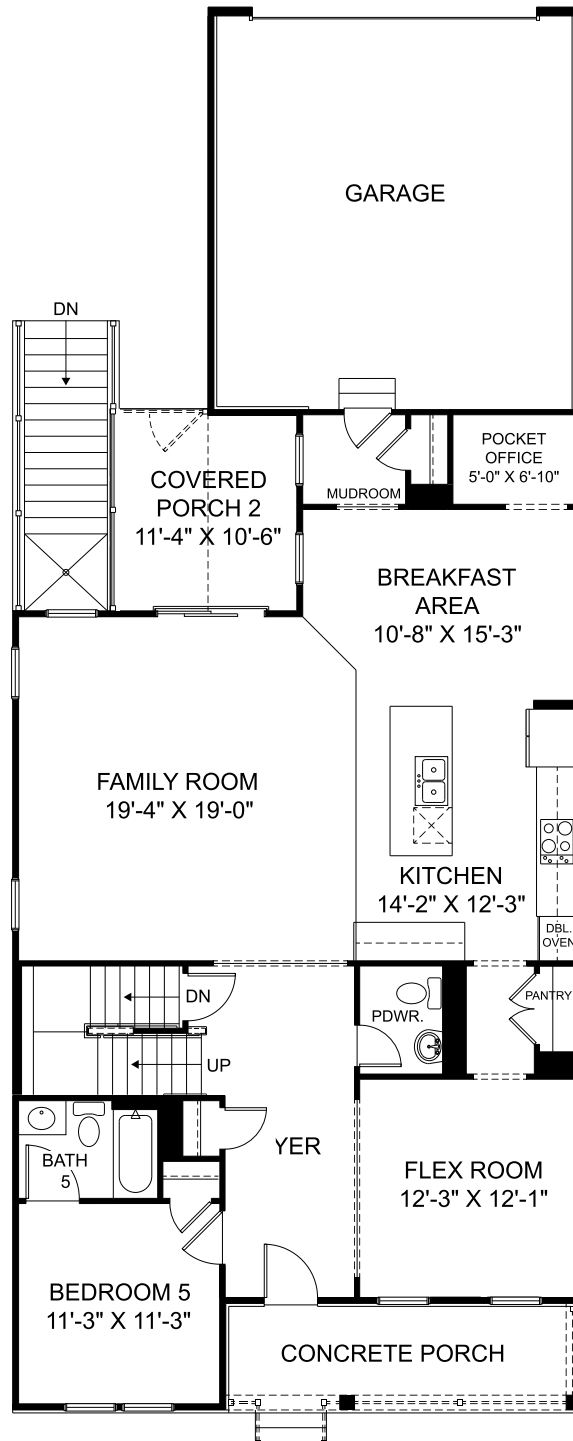 GARAGE
DN
POCKET
OFFICE
5'-0" X 6'-10"
COVERED
PORCH 2
11'-4" X 10'-6"
MUDROOM
BREAKFAST
AREA
10'-8" X 15'-3"
FAMILY ROOM
19'-4" X 19'-0"
KITCHEN
14'-2" X 12'-3"
DBL.
OVEN
DN
PANTRY
PDWR.
UP
YER
BATH
5
FLEX ROOM
12'-3" X 12'-1"
BEDROOM 5
11'-3" X 11'-3"
CONCRETE PORCH